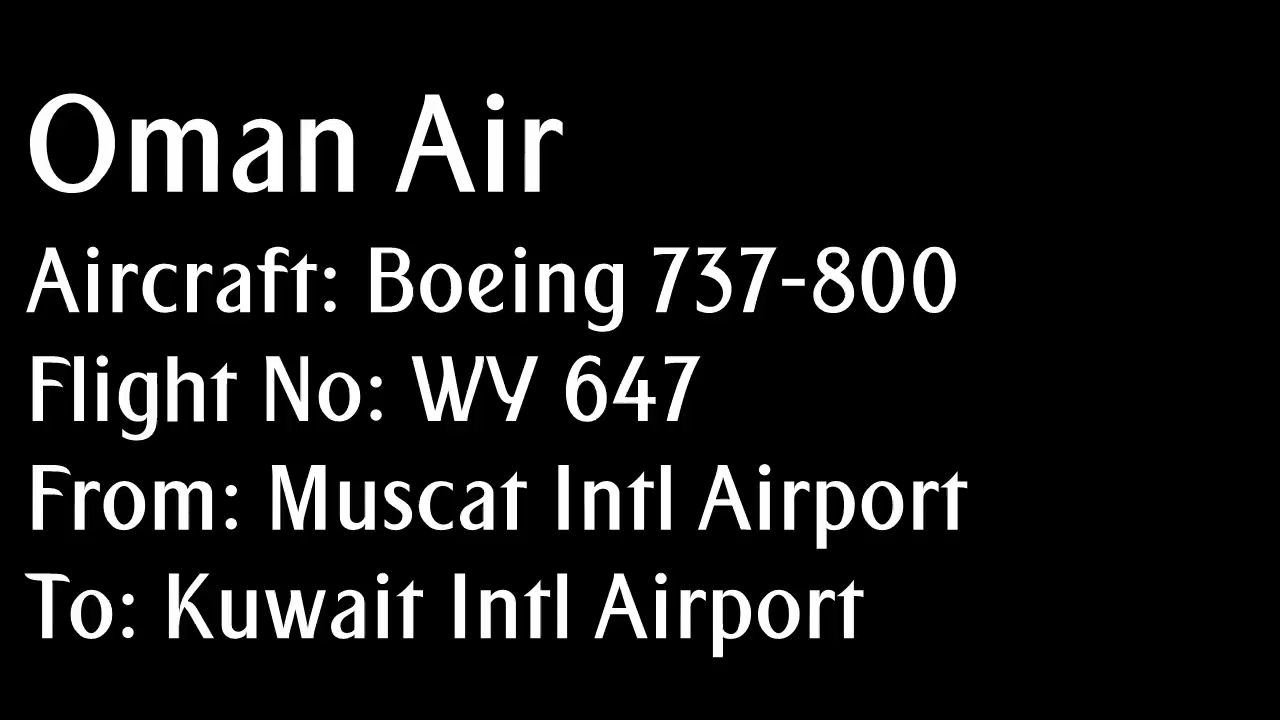 Oman Air
Aircraft: Boeing 737-800
Flight No: WY 647
From: Muscat Intl Airport
To: Kuwait Intl Airport